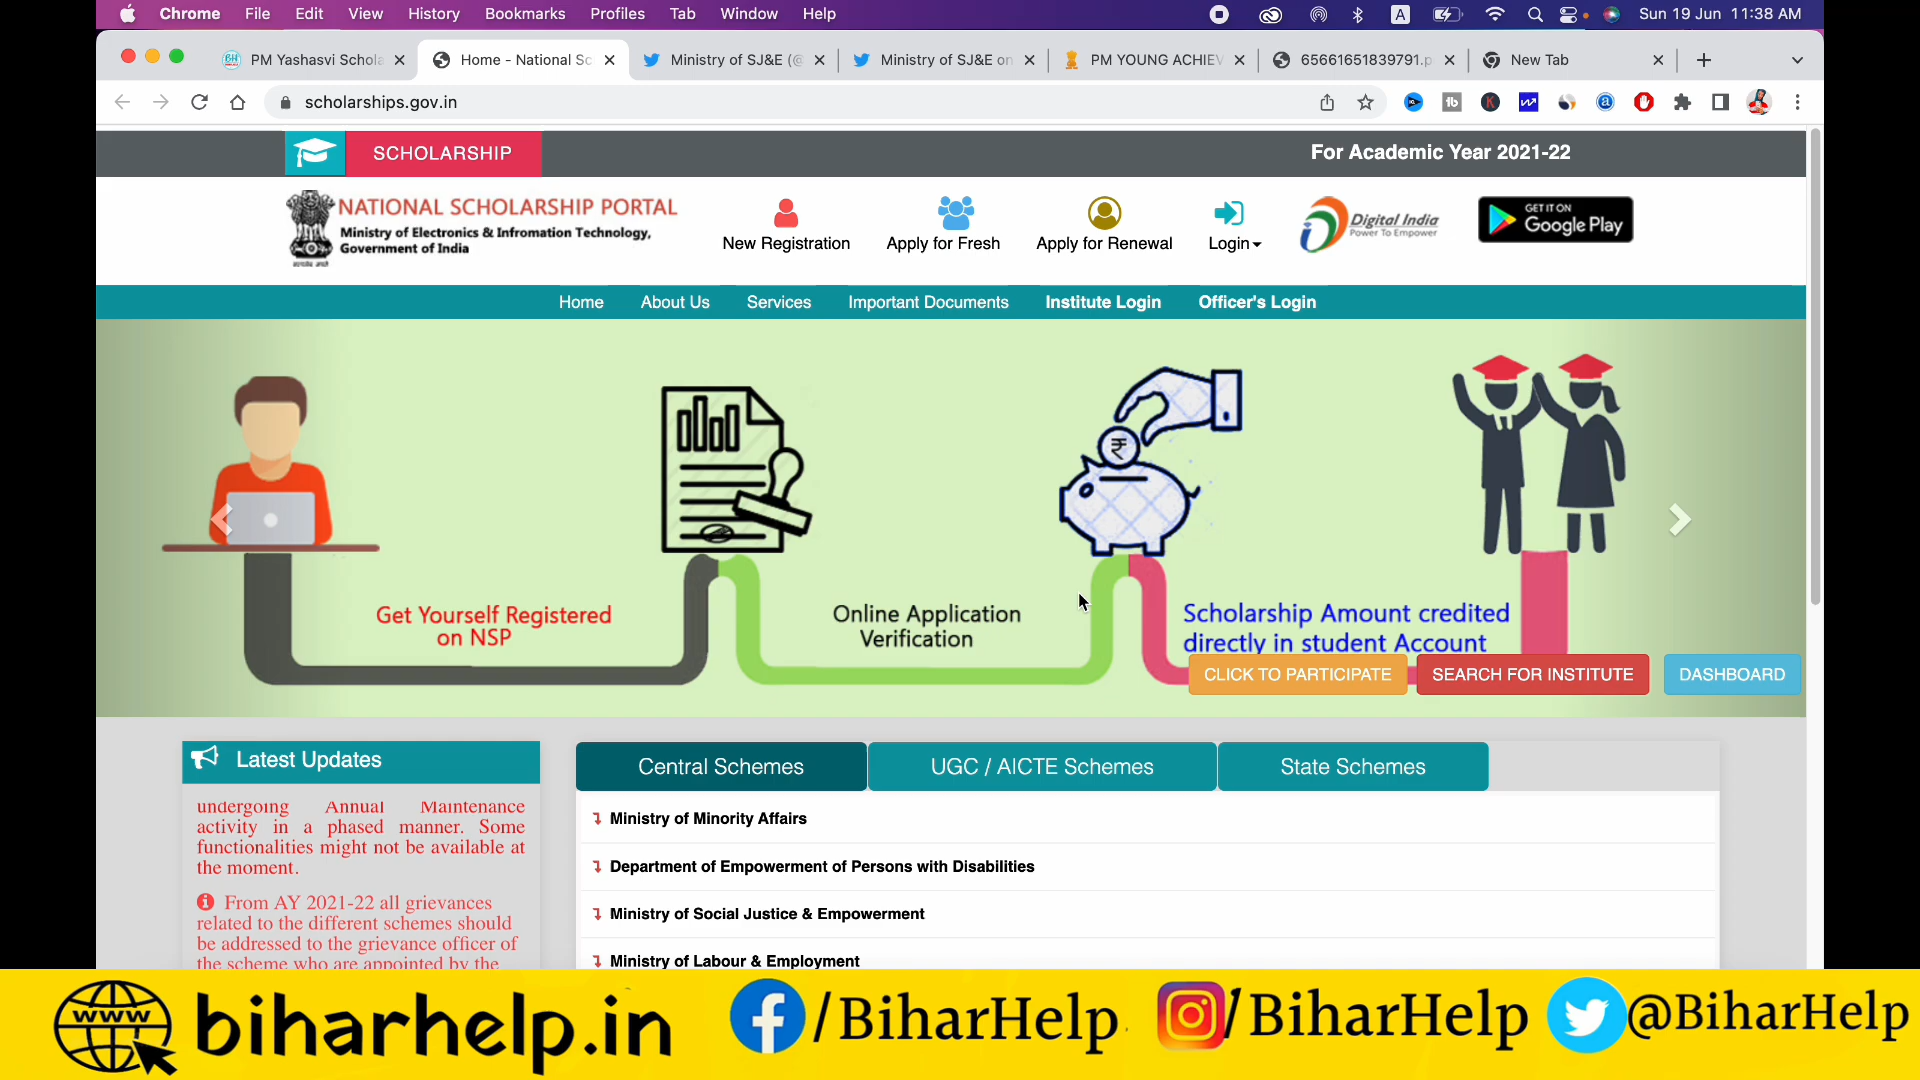 Chrome File Edit View History Bookmarks Profiles Tab Window Help A Sun 19 Jun 11:38 AM
PM Yashasvi Schola Home - National Sc Ministry of SJ&E (@ Ministry of SJ&E on PM YOUNG ACHIEV 65661651839791.p New Tab
scholarships.gov.in
SCHOLARSHIP For Academic Year 2021-22
NATIONAL SCHOLARSHIP PORTAL
Ministry of Electronics & Infromation Technology,
Government of India
New Registration Apply for Fresh Apply for Renewal Login
Digital India
Power To Empower
GET IT ON
Google Play
Home About Us Services Important Documents Institute Login Officer's Login
₹
Get Yourself Registered
on NSP
Online Application
Verification
Scholarship Amount credited
directly in student Account
CLICK TO PARTICIPATE SEARCH FOR INSTITUTE DASHBOARD
Latest Updates
undergoing Annual Maintenance
activity in a phased manner. Some
functionalities might not be available at
the moment.
From AY 2021-22 all grievances
related to the different schemes should
be addressed to the grievance officer of
the scheme who are appointed by the
Central Schemes UGC / AICTE Schemes State Schemes
Ministry of Minority Affairs
Department of Empowerment of Persons with Disabilities
Ministry of Social Justice & Empowerment
Ministry of Labour & Employment
www biharhelp.in /BiharHelp /BiharHelp @BiharHelp